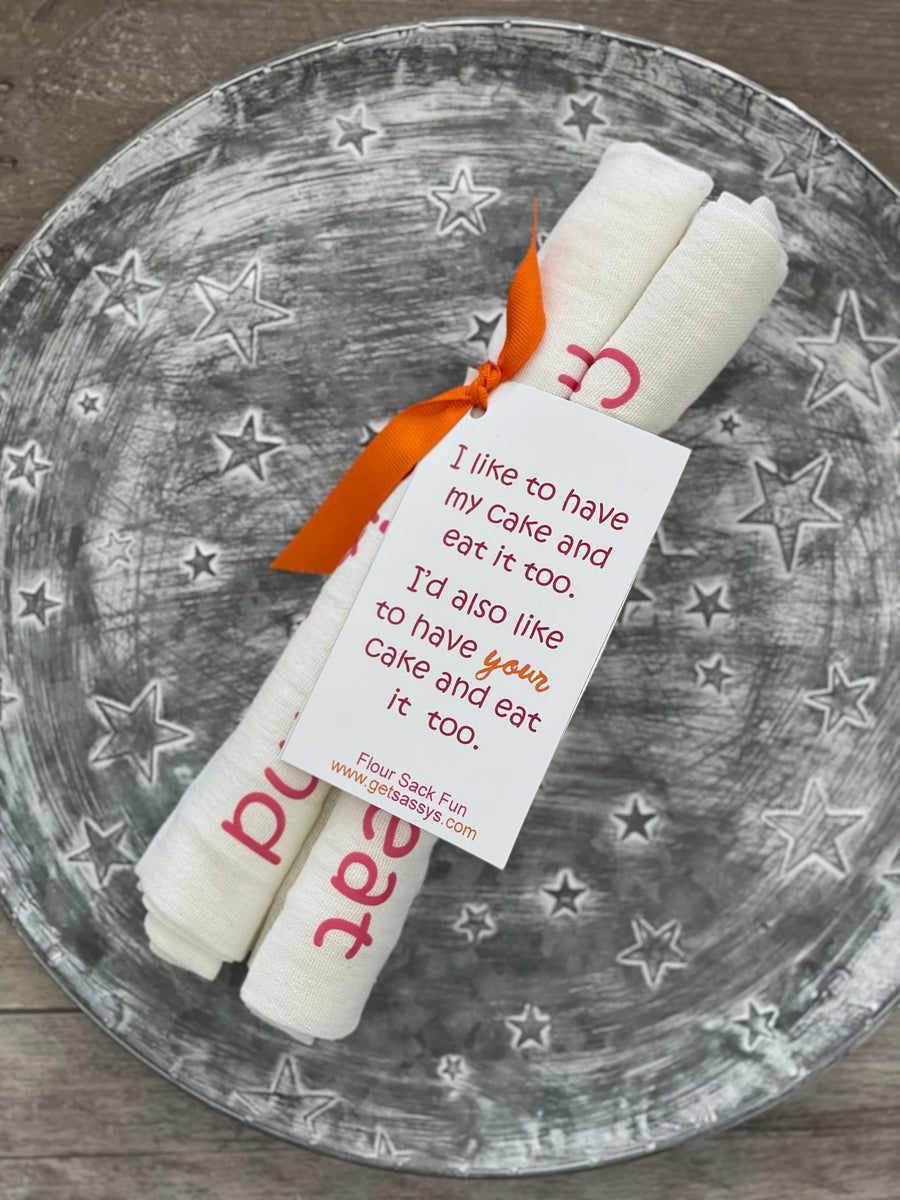 I like to have
my cake and
eat it too.
I'd also like
to have your
cake and eat
it too.
Flour Sack Fun
www.getsassys.com
eat